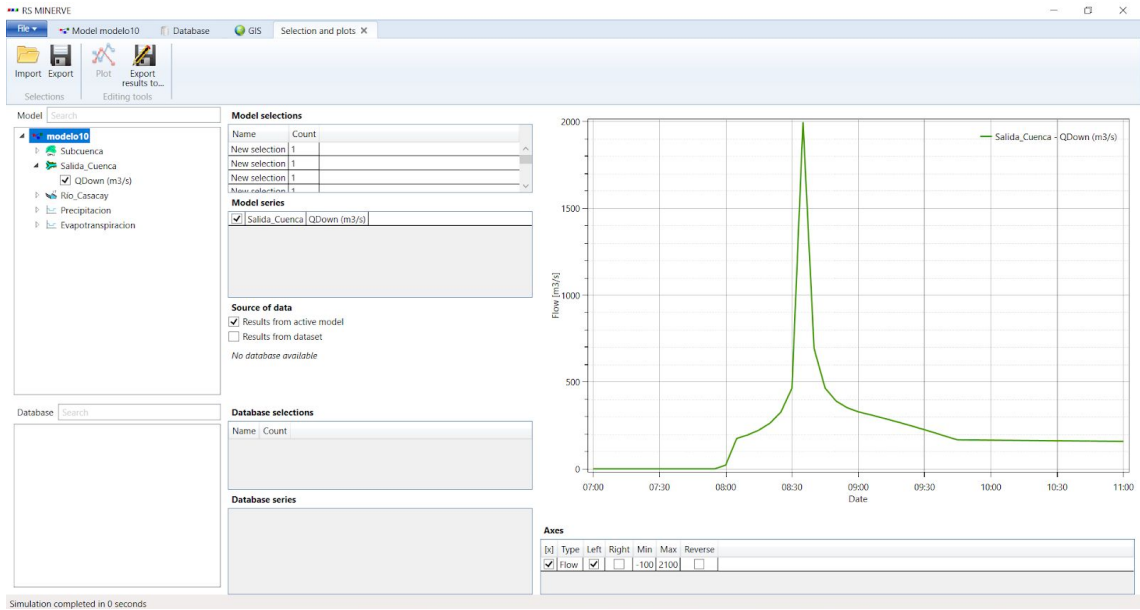 RS MINERVE
File Model modelo10 Database GIS Selection and plots
Import Export Plot Export results to...
Selections Editing tools
Model Search
modelo10
Subcuenca
Salida_Cuenca
QDown (m3/s)
Río_Casacay
Precipitacion
Evapotranspiracion
Model selections
Name Count
New selection 1
New selection 1
New selection 1
New selection 1
Model series
Salida_Cuenca QDown (m3/s)
Source of data
Results from active model
Results from dataset
No database available
Database Search
Database selections
Name Count
Database series
Salida_Cuenca - QDown (m3/s)
Flow [m3/s]
2000
1500
1000
500
0
07:00 07:30 08:00 08:30 09:00 09:30 10:00 10:30 11:00
Date
Axes
[x] Type Left Right Min Max Reverse
Flow -100 2100
Simulation completed in 0 seconds